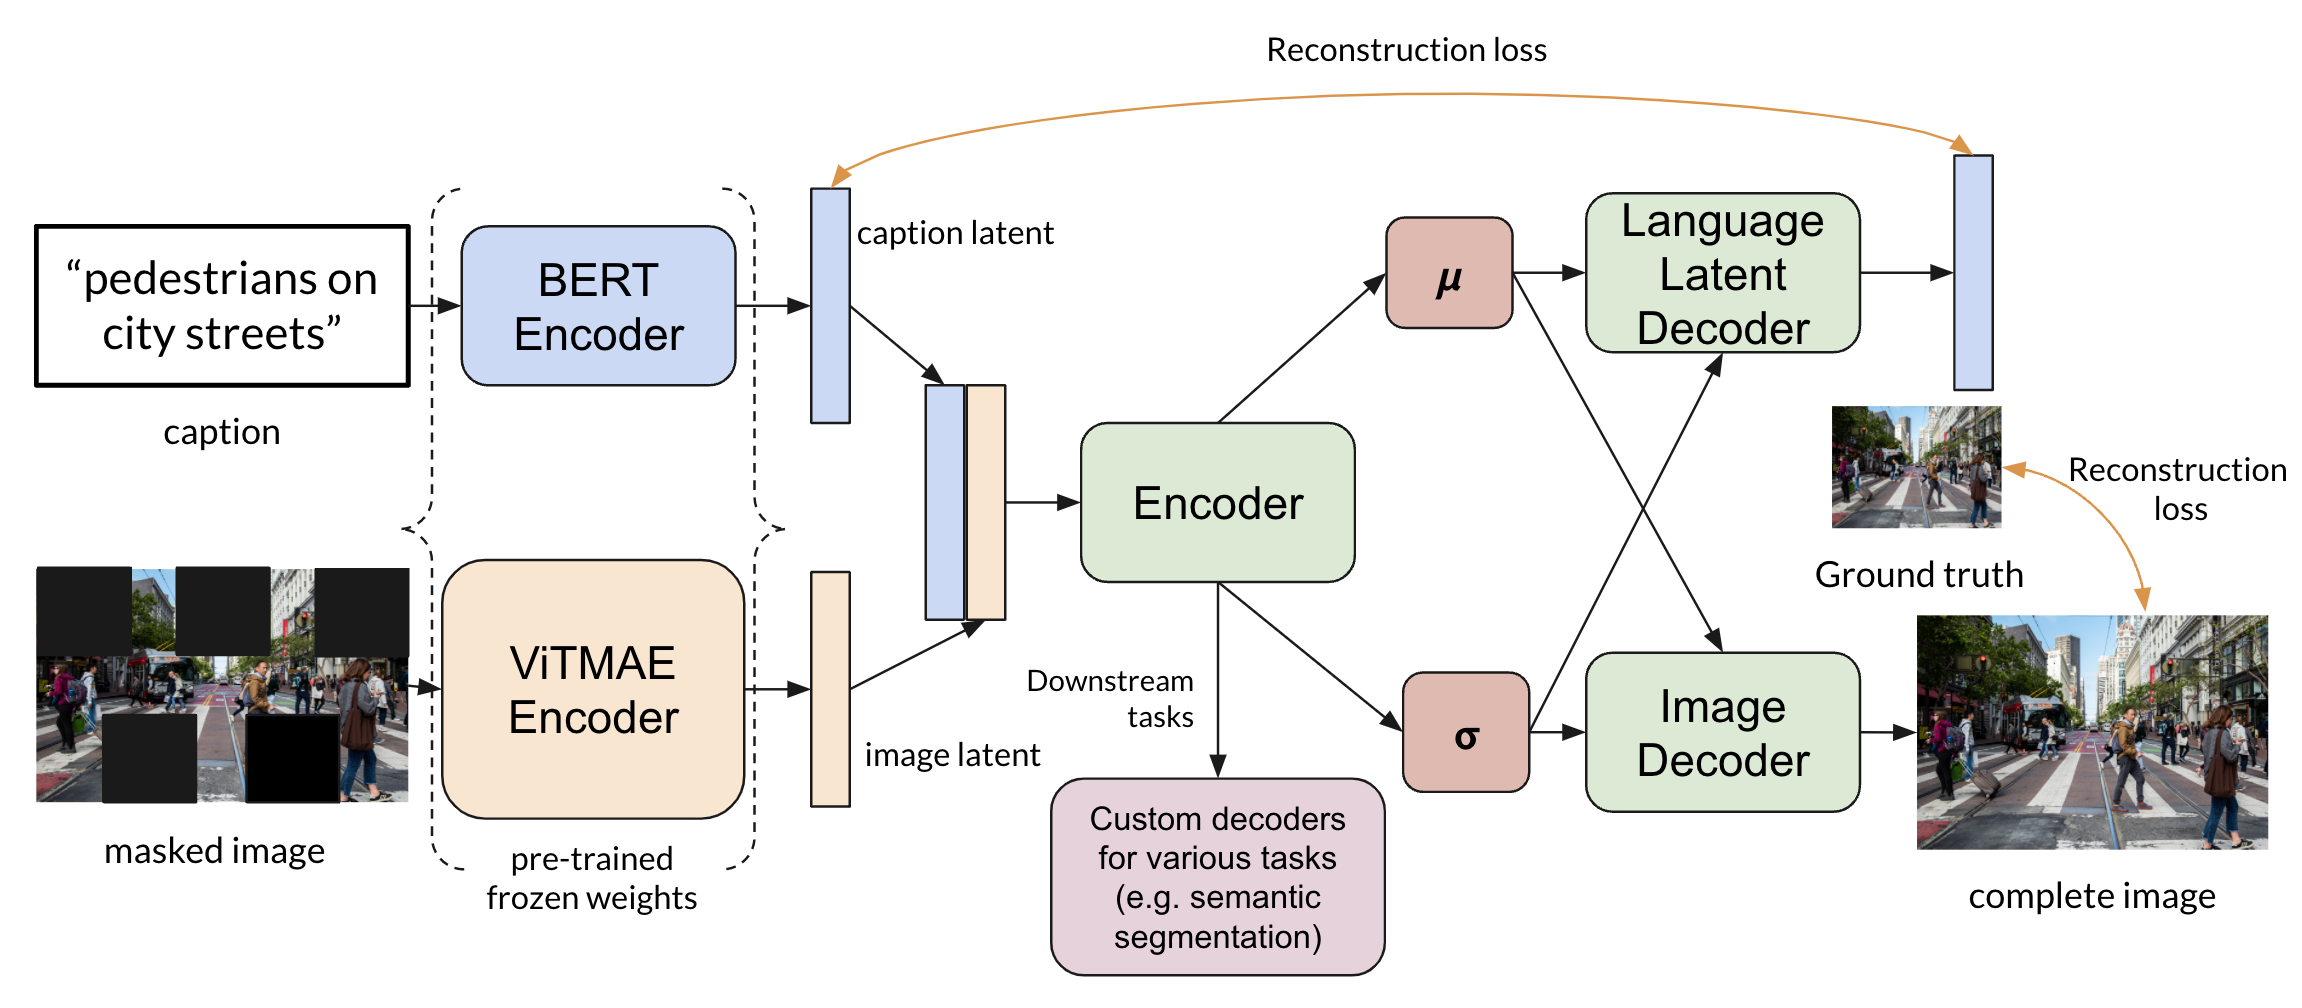 Reconstruction loss
“pedestrians on
city streets”
caption
BERT
Encoder
caption latent
μ
Language
Latent
Decoder
Encoder
Reconstruction
loss
Ground truth
masked image
ViTMAE
Encoder
pre-trained
frozen weights
image latent
Downstream
tasks
Custom decoders
for various tasks
(e.g. semantic
segmentation)
σ
Image
Decoder
complete image